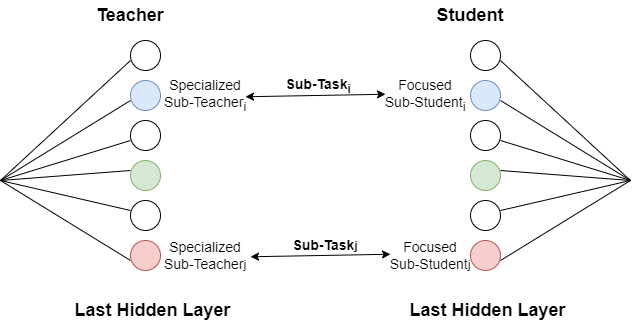 Teacher
Student
Specialized
Sub-Teacheri
Sub-Taski
Focused
Sub-Studenti
Specialized
Sub-Teacherj
Sub-Taskj
Focused
Sub-Studentj
Last Hidden Layer
Last Hidden Layer